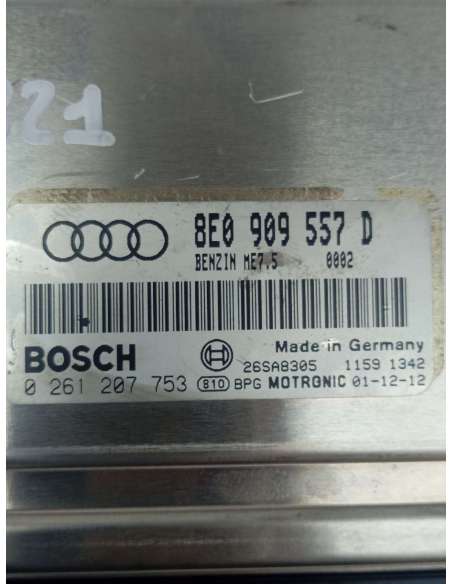 21
8E0 909 557 D
BENZIN ME7.5 0002
Made in Germany
BOSCH 26SA8305 1159 1342
0 261 207 753 810 BPG MOTRONIC 01-12-12